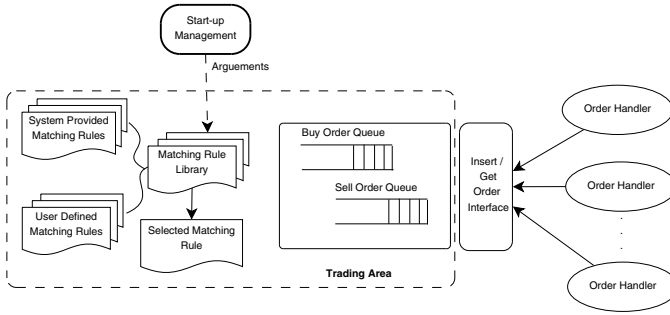 Start-up
Management
Arguements
System Provided
Matching Rules
User Defined
Matching Rules
Matching Rule
Library
Selected Matching
Rule
Buy Order Queue
Sell Order Queue
Trading Area
Insert /
Get
Order
Interface
Order Handler
Order Handler
Order Handler